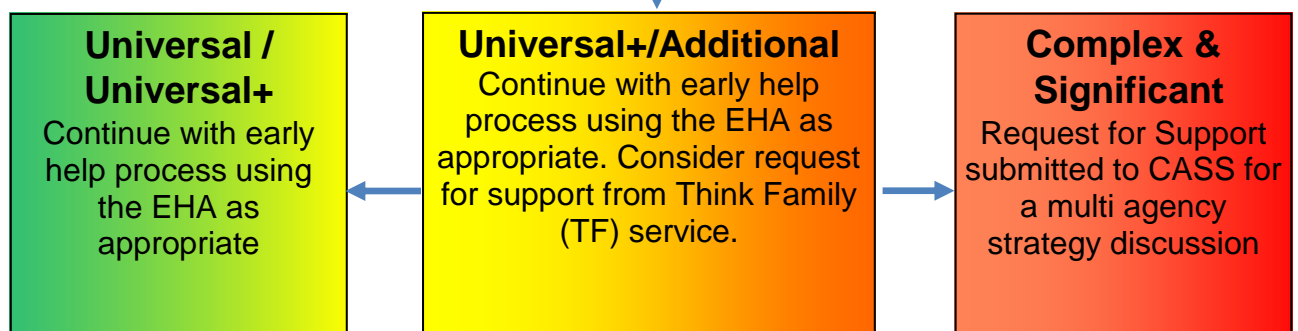 Universal /
Universal+
Continue with early
help process using
the EHA as
appropriate
Universal+/Additional
Continue with early help
process using the EHA as
appropriate. Consider request
for support from Think Family
(TF) service.
Complex &
Significant
Request for Support
submitted to CASS for
a multi agency
strategy discussion